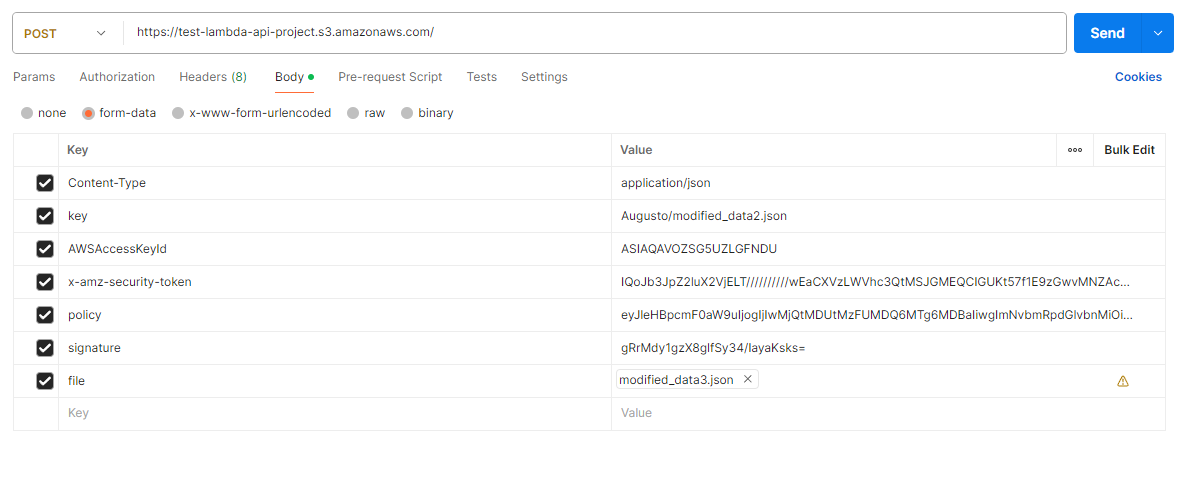 POST https://test-lambda-api-project.s3.amazonaws.com/ Send
Params Authorization Headers (8) Body Pre-request Script Tests Settings Cookies
none form-data x-www-form-urlencoded raw binary
Key Value Bulk Edit
Content-Type application/json
key Augusto/modified_data2.json
AWSAccessKeyId ASIAQAVOZSG5UZLGFNDU
x-amz-security-token IQoJb3JpZ2luX2VjELT//////////wEaCXVzLWVhc3QtMSJGMEQCIGUKt57f1E9zGwvMNZAc...
policy eyJleHBpcmF0aW9uIjogIjIwMjQtMDUtMzFUMDQ6MTg6MDBaIiwgImNvbmRpdGlvbnMiOi...
signature gRrMdy1gzX8glfSy34/IayaKsks=
file modified_data3.json
Key Value